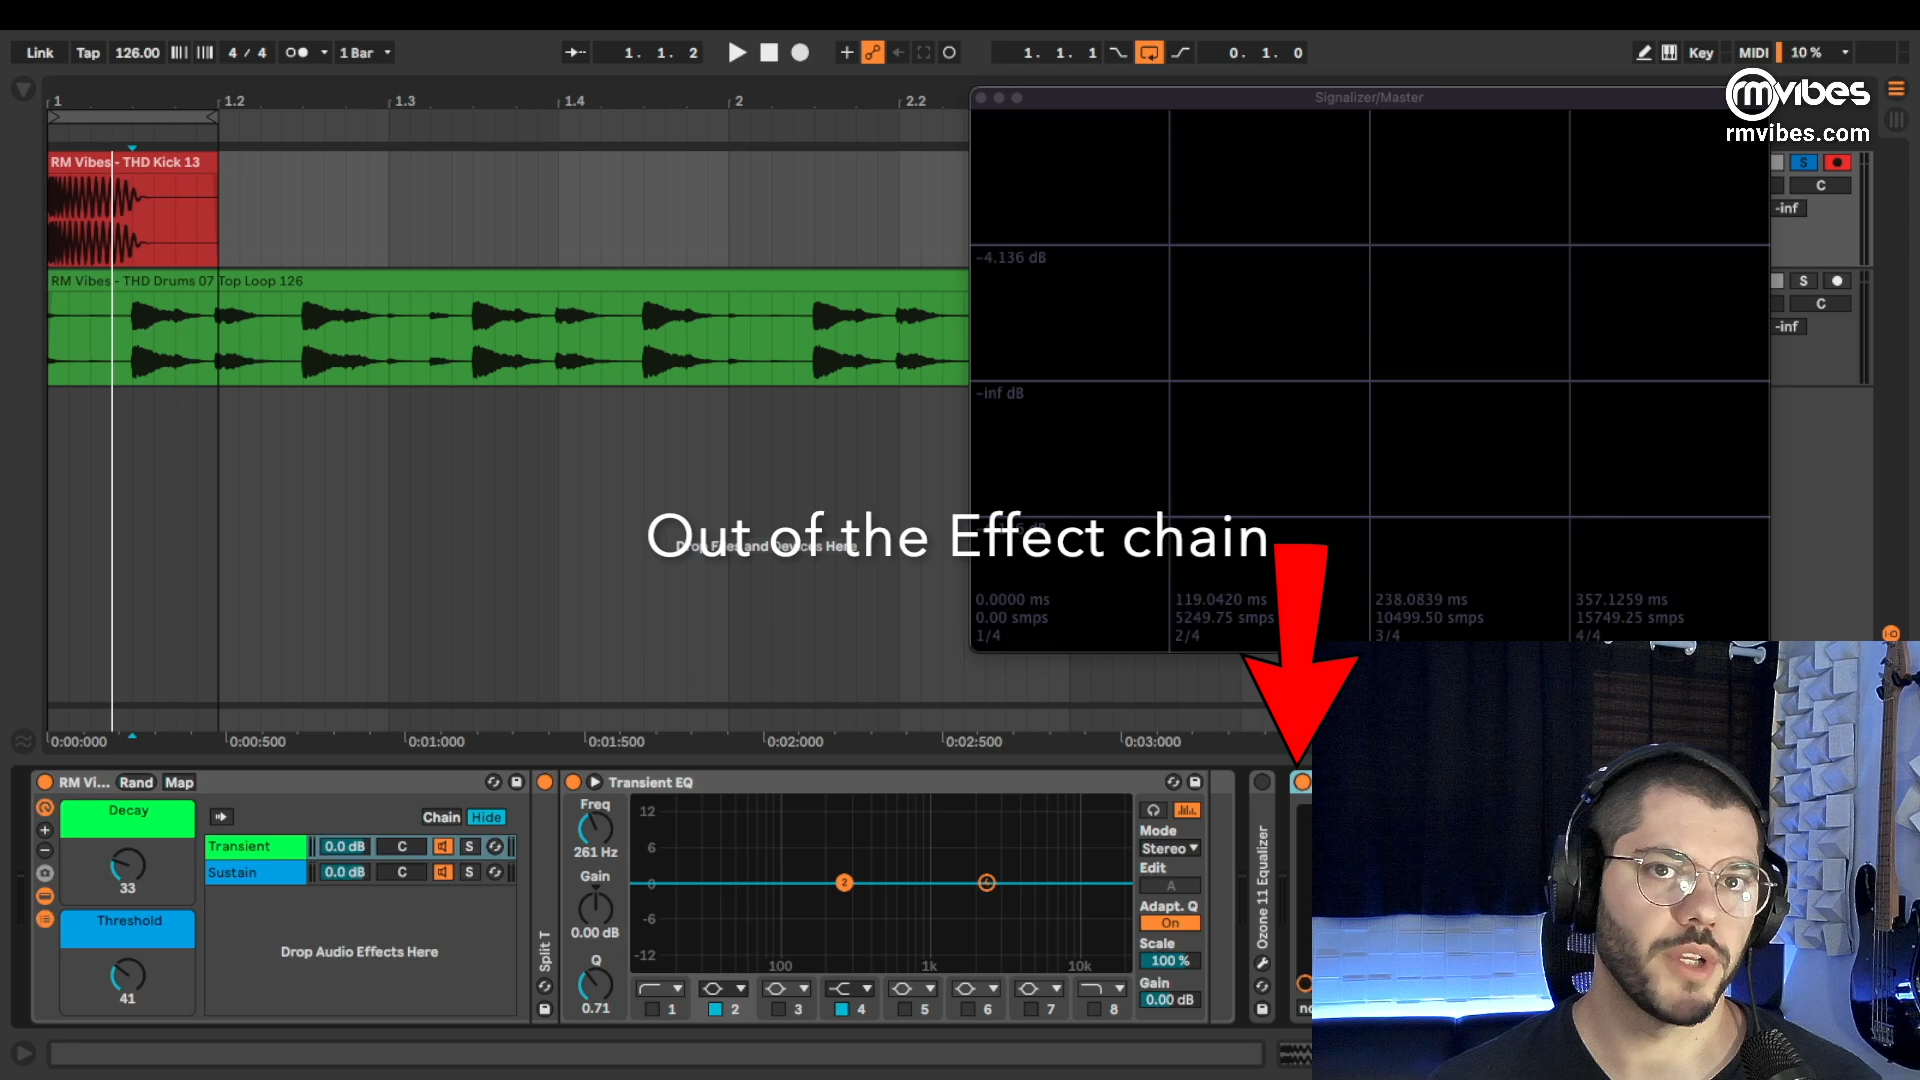 Link Tap 126.00 4 / 4 1 Bar 1. 1. 2 1. 1. 1 0. 1. 0 Key MIDI 10 %
rmvibes
rmvibes.com
1 1.2 1.3 1.4 2 2.2
Signalizer/Master
RM Vibes - THD Kick 13
S
C
-inf
RM Vibes - THD Drums 07 Top Loop 126
S
C
-inf
-4.136 dB
-inf dB
Out of the Effect chain
Drop Files and Devices Here
0.0000 ms 119.0420 ms 238.0839 ms 357.1259 ms
0.00 smps 5249.75 smps 10499.50 smps 15749.25 smps
1/4 2/4 3/4 4/4
0:00:000 0:00:500 0:01:000 0:01:500 0:02:000 0:02:500 0:03:000
RM Vi... Rand Map
Decay
33
Threshold
41
Chain Hide
Transient 0.0 dB C S
Sustain 0.0 dB C S
Drop Audio Effects Here
Split T
Transient EQ
Freq
261 Hz
Gain
0.00 dB
Q
0.71
12
6
0
-6
-12
100 1k 10k
1 2 3 4 5 6 7 8
2 4
Mode
Stereo
Edit
A
Adapt. Q
On
Scale
100 %
Gain
0.00 dB
Ozone 11 Equalizer